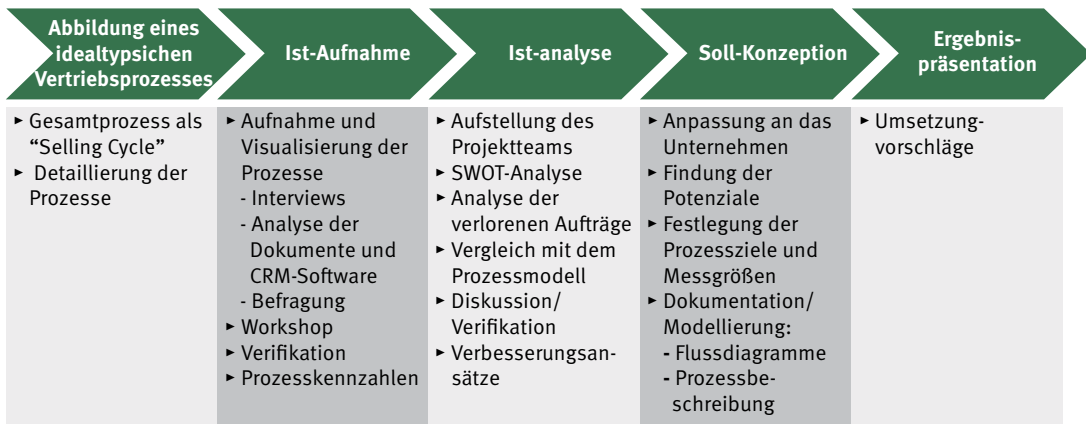 Abbildung eines
idealtypsichen
Vertriebsprozesses
Ist-Aufnahme
Ist-analyse
Soll-Konzeption
Ergebnis-
präsentation
► Gesamtprozess als
“Selling Cycle”
► Detaillierung der
Prozesse
► Aufnahme und
Visualisierung der
Prozesse
- Interviews
- Analyse der
Dokumente und
CRM-Software
- Befragung
► Workshop
► Verifikation
► Prozesskennzahlen
► Aufstellung des
Projektteams
► SWOT-Analyse
► Analyse der
verlorenen Aufträge
► Vergleich mit dem
Prozessmodell
► Diskussion/
Verifikation
► Verbesserungsan-
sätze
► Anpassung an das
Unternehmen
► Findung der
Potenziale
► Festlegung der
Prozessziele und
Messgrößen
► Dokumentation/
Modellierung:
- Flussdiagramme
- Prozessbe-
schreibung
► Umsetzung-
vorschläge